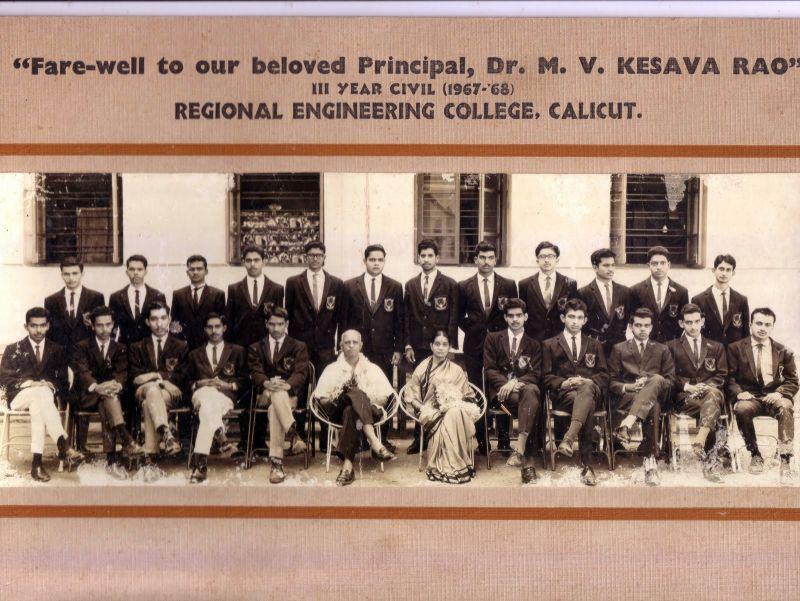 "Fare-well to our beloved Principal, Dr. M. V. KESAVA RAO"
III YEAR CIVIL (1967-'68)
REGIONAL ENGINEERING COLLEGE, CALICUT.